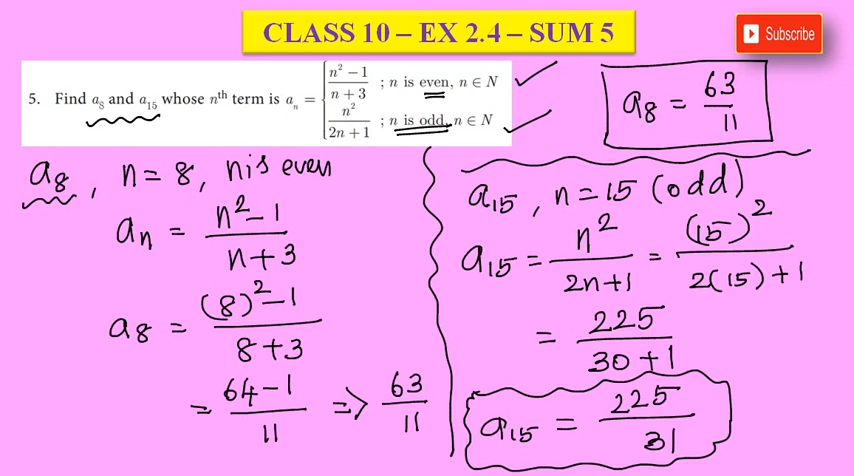 CLASS 10 – EX 2.4 – SUM 5
Subscribe
5. Find a₈ and a₁₅ whose nᵗʰ term is aₙ = { (n² − 1)/(n + 3) ; n is even, n ∈ N
n²/(2n + 1) ; n is odd, n ∈ N
a₈ = 63/11
a₈, n = 8, n is even
aₙ = (n² − 1)/(n + 3)
a₈ = ((8)² − 1)/(8 + 3)
= (64 − 1)/11 => 63/11
a₁₅, n = 15 (odd)
a₁₅ = n²/(2n + 1) = (15)²/(2(15) + 1)
= 225/(30 + 1)
a₁₅ = 225/31